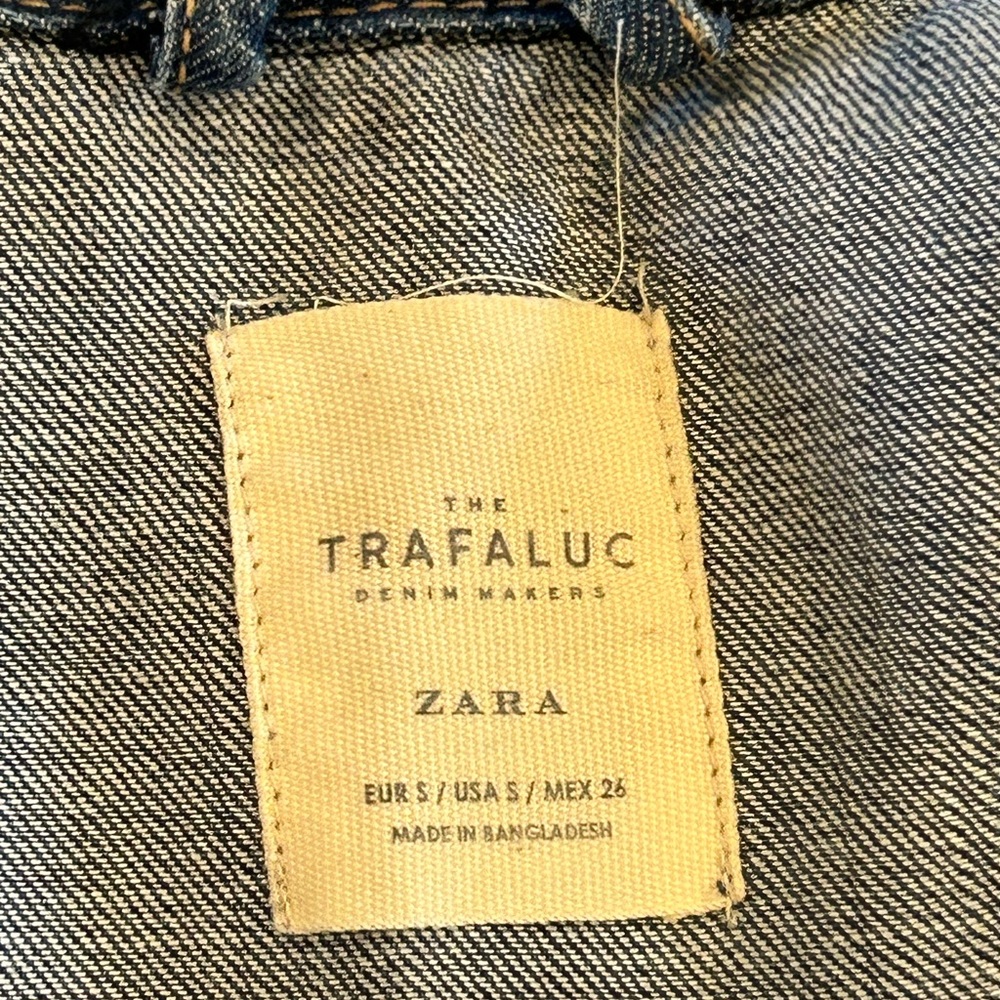 THE
TRAFALUC
DENIM MAKERS
ZARA
EUR S / USA S / MEX 26
MADE IN BANGLADESH